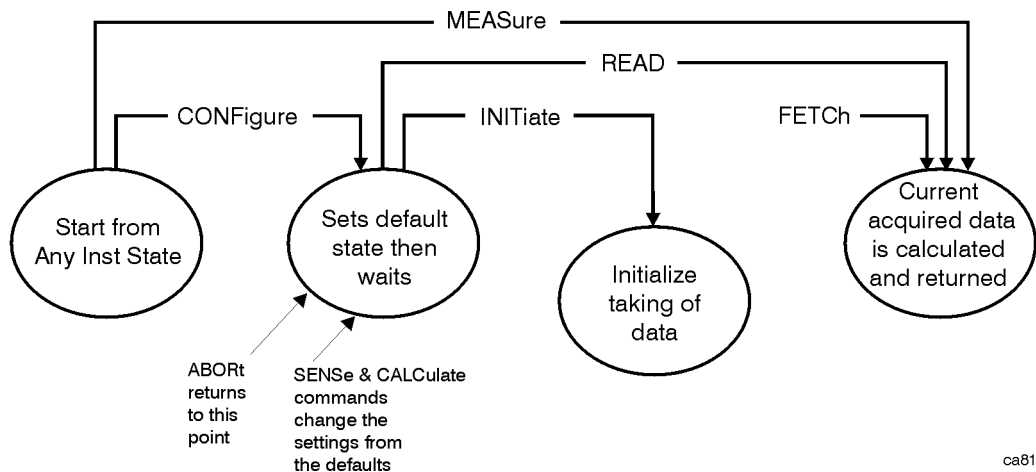 MEASure
READ
CONFigure
INITiate
FETCh
Start from
Any Inst State
Sets default
state then
waits
Initialize
taking of
data
Current
acquired data
is calculated
and returned
ABORt
returns
to this
point
SENSe & CALCulate
commands
change the
settings from
the defaults
ca81